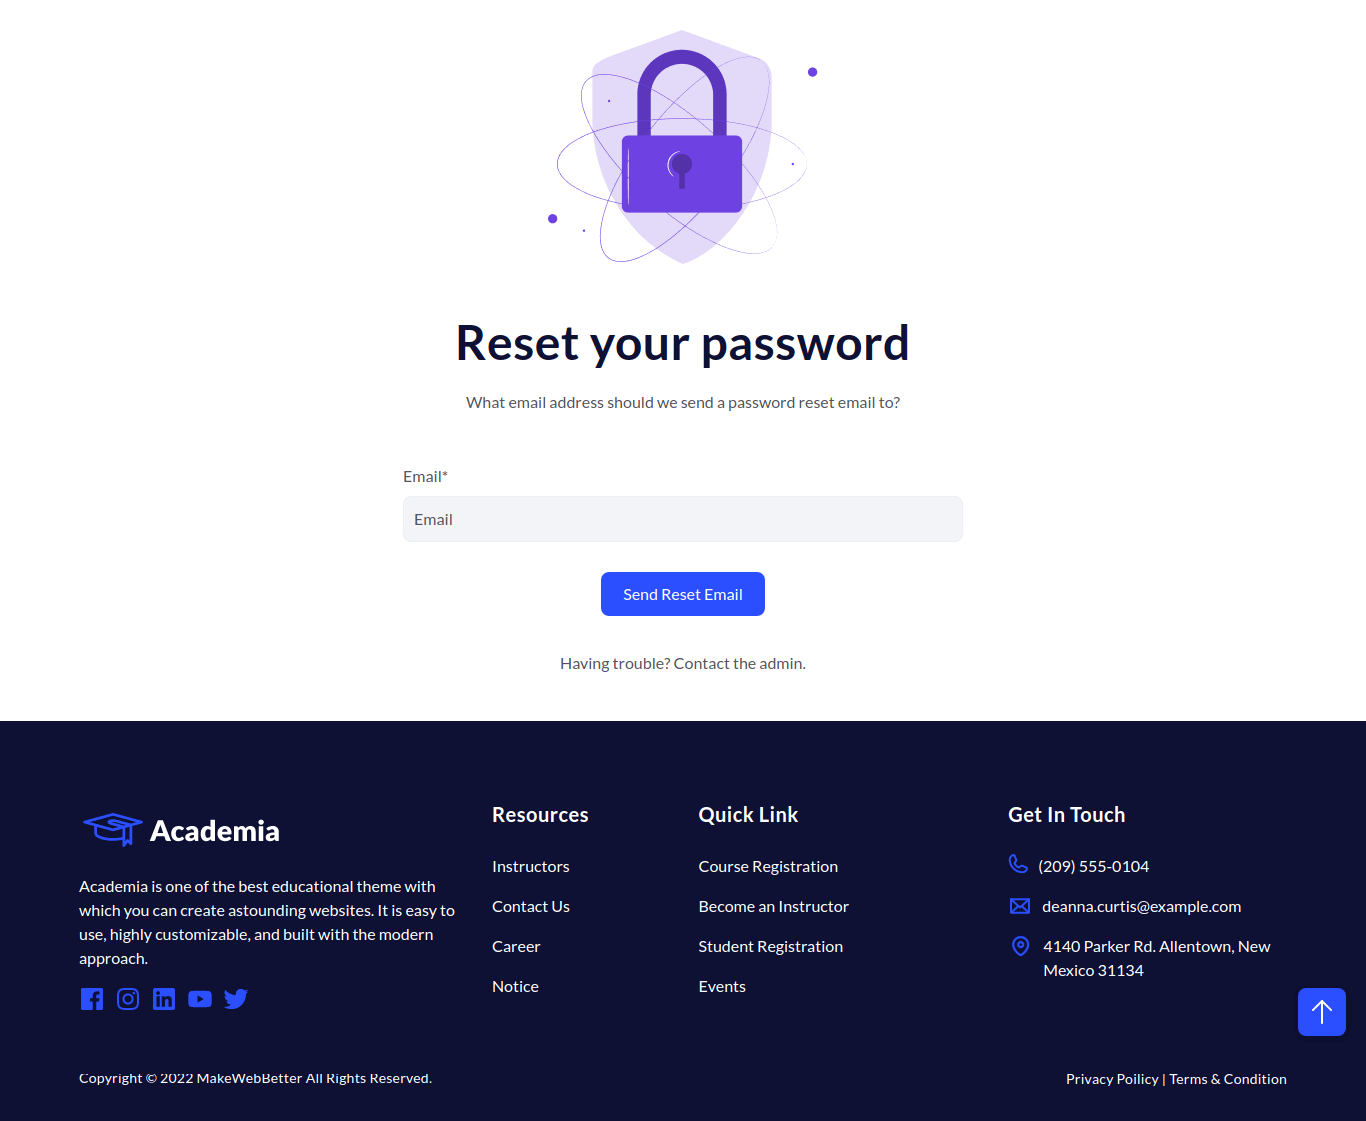 Reset your password
What email address should we send a password reset email to?
Email*
Email
Send Reset Email
Having trouble? Contact the admin.
Academia
Academia is one of the best educational theme with
which you can create astounding websites. It is easy to
use, highly customizable, and built with the modern
approach.
Resources
Instructors
Contact Us
Career
Notice
Quick Link
Course Registration
Become an Instructor
Student Registration
Events
Get In Touch
(209) 555-0104
deanna.curtis@example.com
4140 Parker Rd. Allentown, New
Mexico 31134
Copyright © 2022 MakeWebBetter All Rights Reserved.
Privacy Poilicy | Terms & Condition